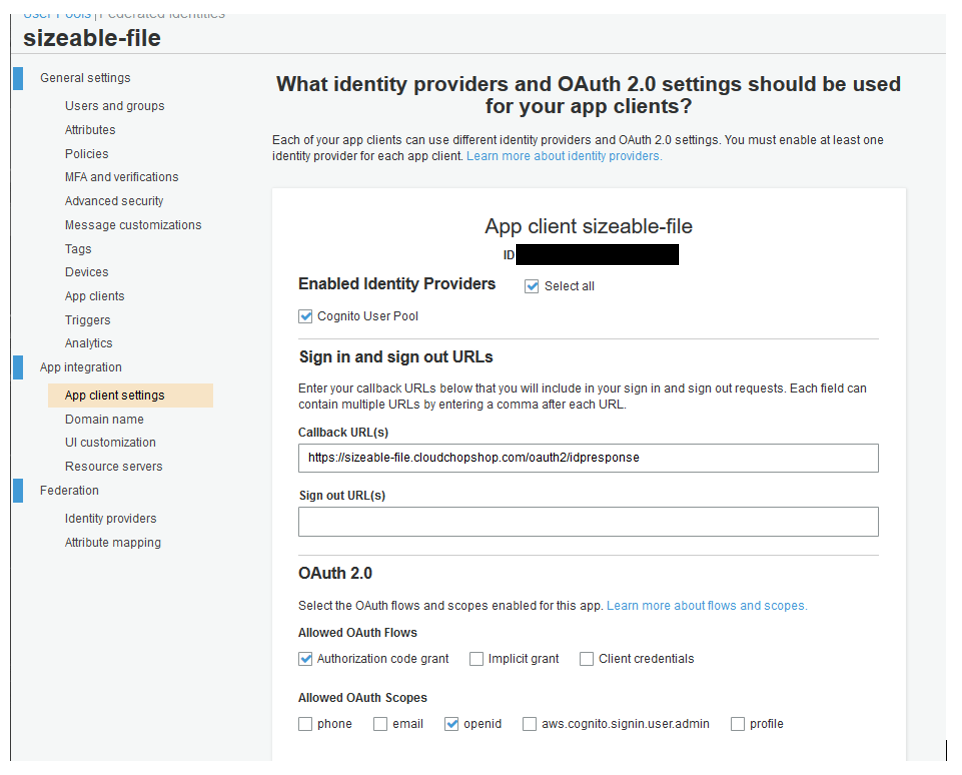 User Pools | Federated Identities
sizeable-file
General settings
Users and groups
Attributes
Policies
MFA and verifications
Advanced security
Message customizations
Tags
Devices
App clients
Triggers
Analytics
App integration
App client settings
Domain name
UI customization
Resource servers
Federation
Identity providers
Attribute mapping
What identity providers and OAuth 2.0 settings should be used
for your app clients?
Each of your app clients can use different identity providers and OAuth 2.0 settings. You must enable at least one
identity provider for each app client. Learn more about identity providers.
App client sizeable-file
ID
Enabled Identity Providers Select all
Cognito User Pool
Sign in and sign out URLs
Enter your callback URLs below that you will include in your sign in and sign out requests. Each field can
contain multiple URLs by entering a comma after each URL.
Callback URL(s)
https://sizeable-file.cloudchopshop.com/oauth2/idpresponse
Sign out URL(s)
OAuth 2.0
Select the OAuth flows and scopes enabled for this app. Learn more about flows and scopes.
Allowed OAuth Flows
Authorization code grant Implicit grant Client credentials
Allowed OAuth Scopes
phone email openid aws.cognito.signin.user.admin profile